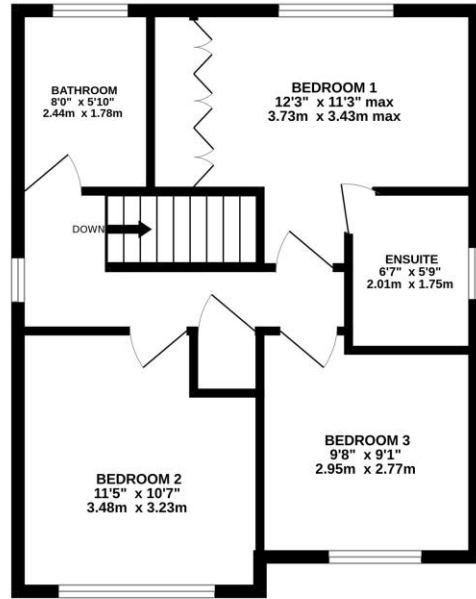 BATHROOM
8'0" x 5'10"
2.44m x 1.78m
BEDROOM 1
12'3" x 11'3" max
3.73m x 3.43m max
DOWN
ENSUITE
6'7" x 5'9"
2.01m x 1.75m
BEDROOM 3
9'8" x 9'1"
2.95m x 2.77m
BEDROOM 2
11'5" x 10'7"
3.48m x 3.23m